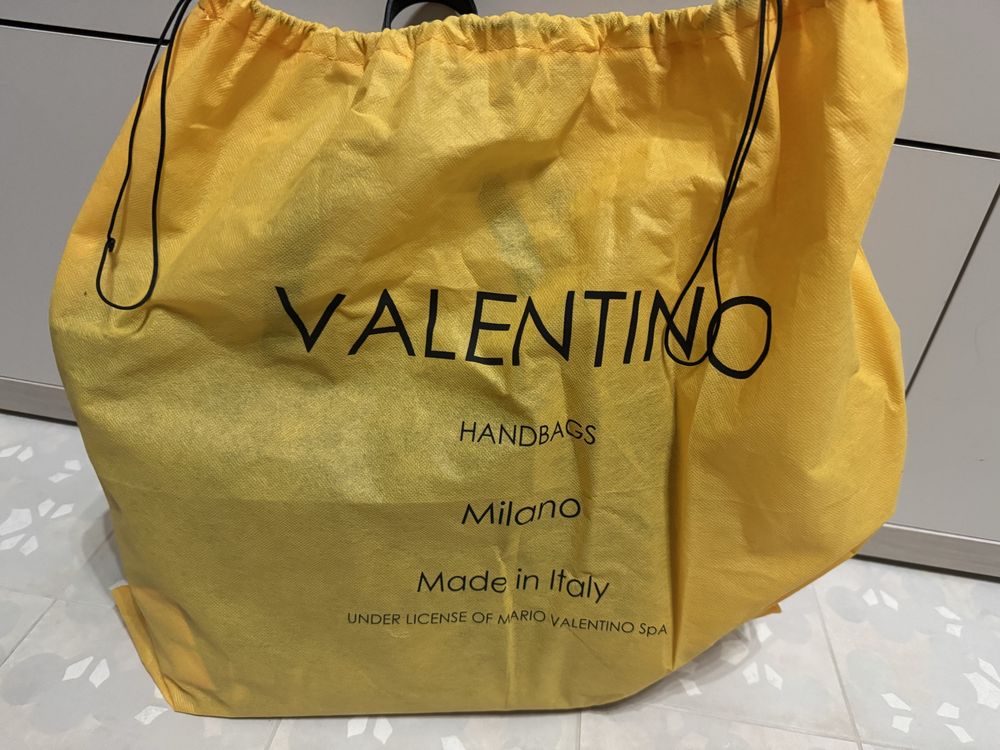 VALENTINO
HANDBAGS
Milano
Made in Italy
UNDER LICENSE OF MARIO VALENTINO SpA